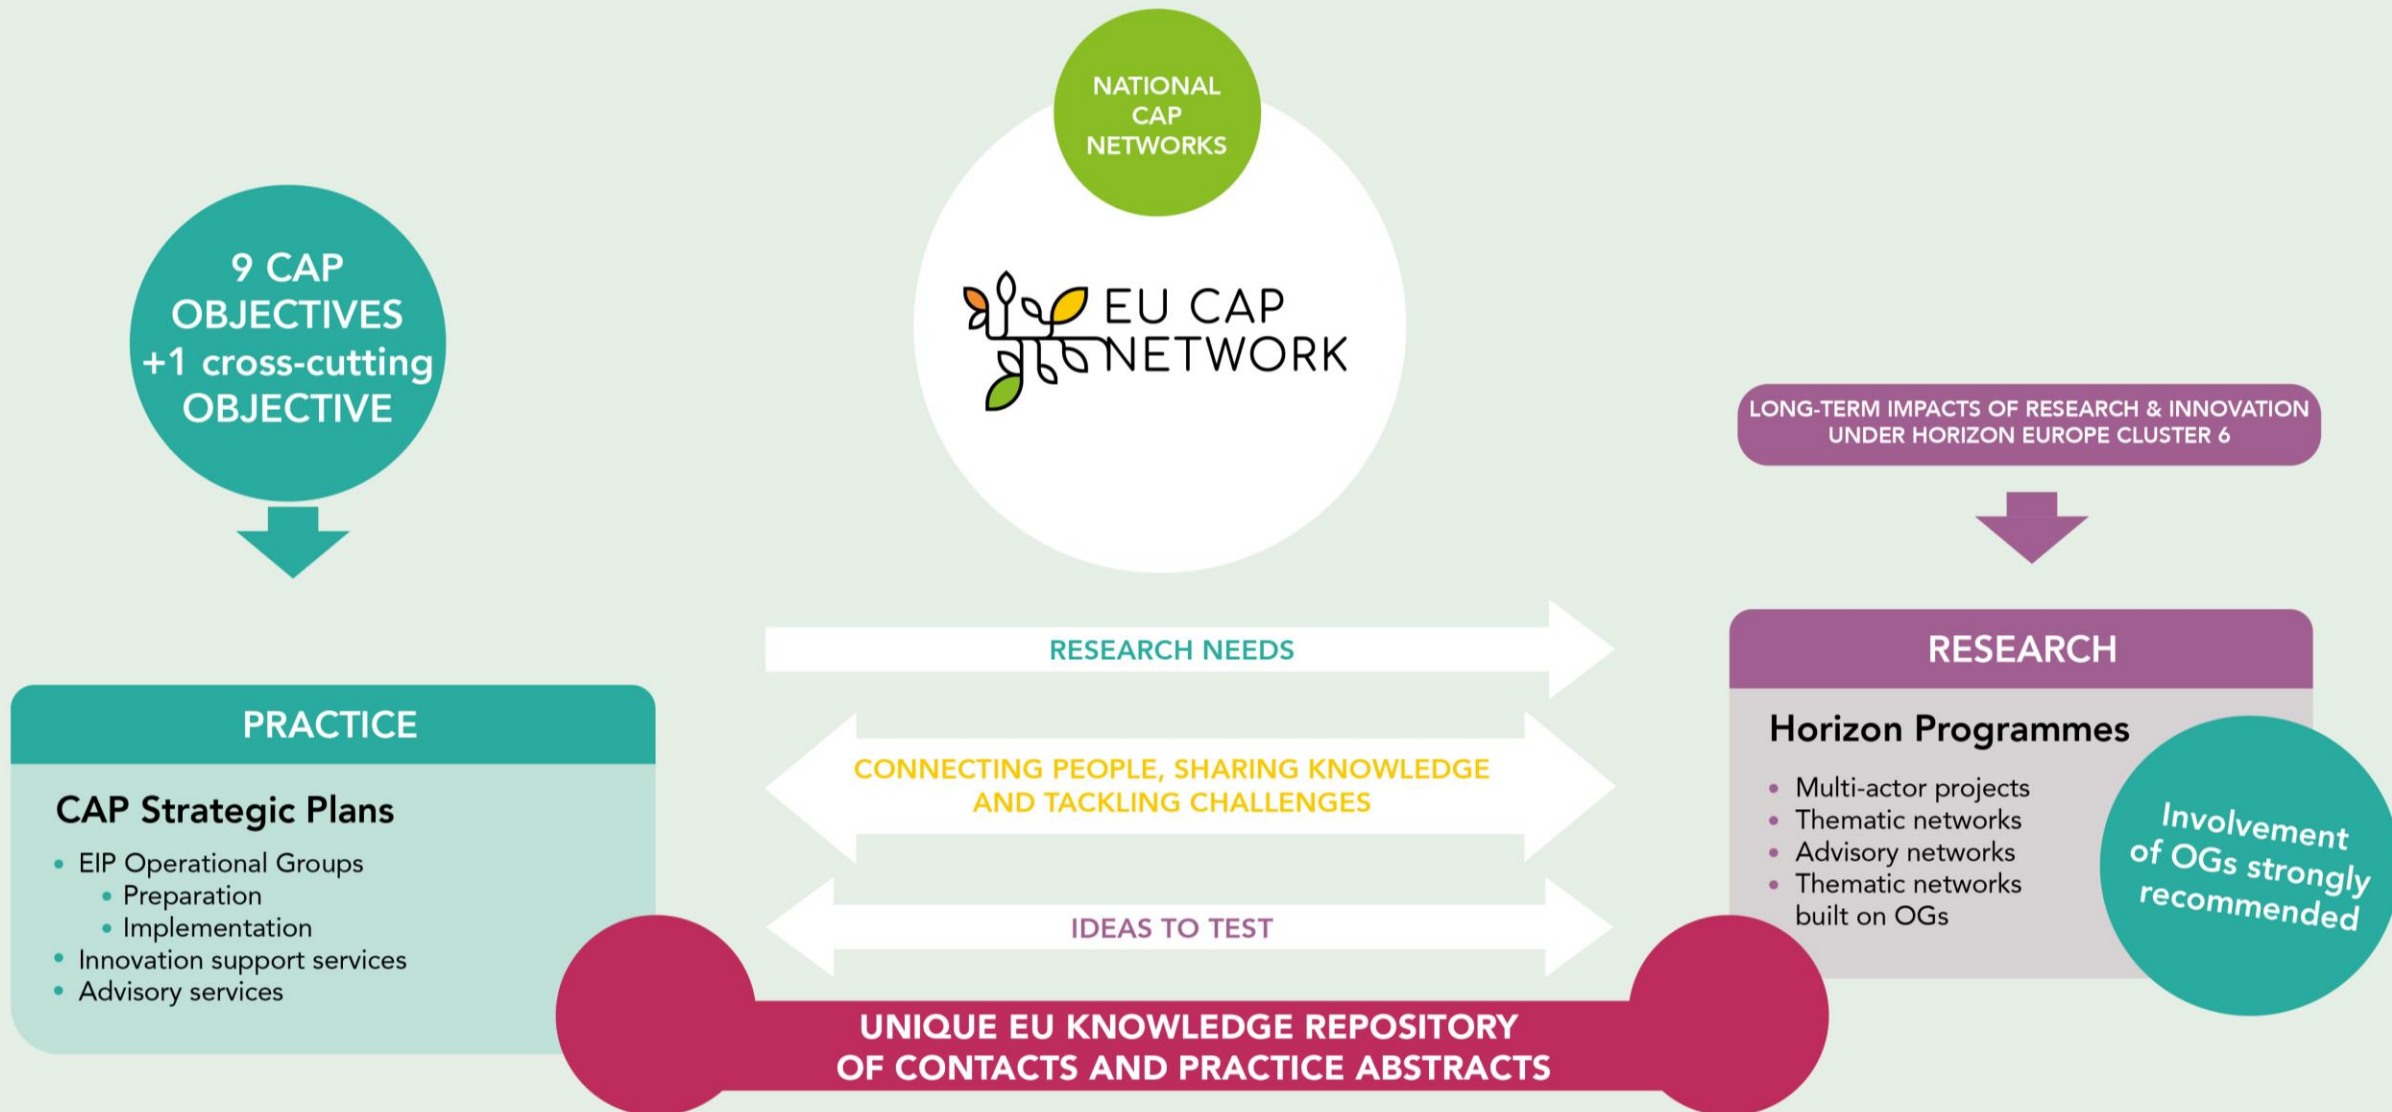 NATIONAL
CAP
NETWORKS
EU CAP
NETWORK
9 CAP
OBJECTIVES
+1 cross-cutting
OBJECTIVE
LONG-TERM IMPACTS OF RESEARCH & INNOVATION
UNDER HORIZON EUROPE CLUSTER 6
PRACTICE
CAP Strategic Plans
• EIP Operational Groups
• Preparation
• Implementation
• Innovation support services
• Advisory services
RESEARCH NEEDS
CONNECTING PEOPLE, SHARING KNOWLEDGE
AND TACKLING CHALLENGES
IDEAS TO TEST
RESEARCH
Horizon Programmes
• Multi-actor projects
• Thematic networks
• Advisory networks
• Thematic networks
built on OGs
Involvement
of OGs strongly
recommended
UNIQUE EU KNOWLEDGE REPOSITORY
OF CONTACTS AND PRACTICE ABSTRACTS